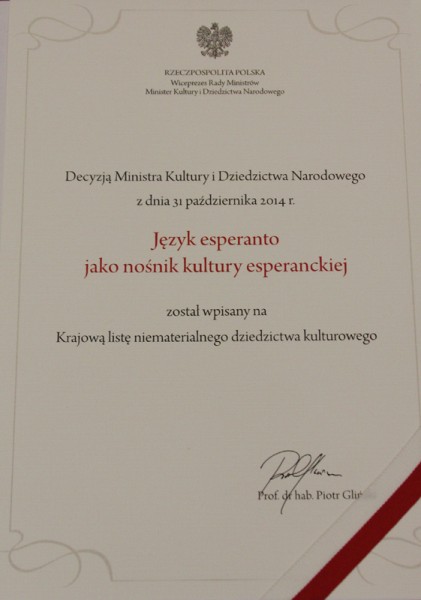 RZECZPOSPOLITA POLSKA
Wiceprezes Rady Ministrów
Minister Kultury i Dziedzictwa Narodowego
Decyzją Ministra Kultury i Dziedzictwa Narodowego
z dnia 31 października 2014 r.
Język esperanto
jako nośnik kultury esperanckiej
został wpisany na
Krajową listę niematerialnego dziedzictwa kulturowego
Prof. dr hab. Piotr